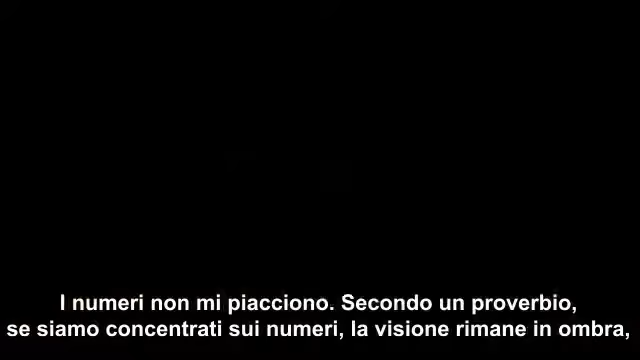 I numeri non mi piacciono. Secondo un proverbio,
se siamo concentrati sui numeri, la visione rimane in ombra,